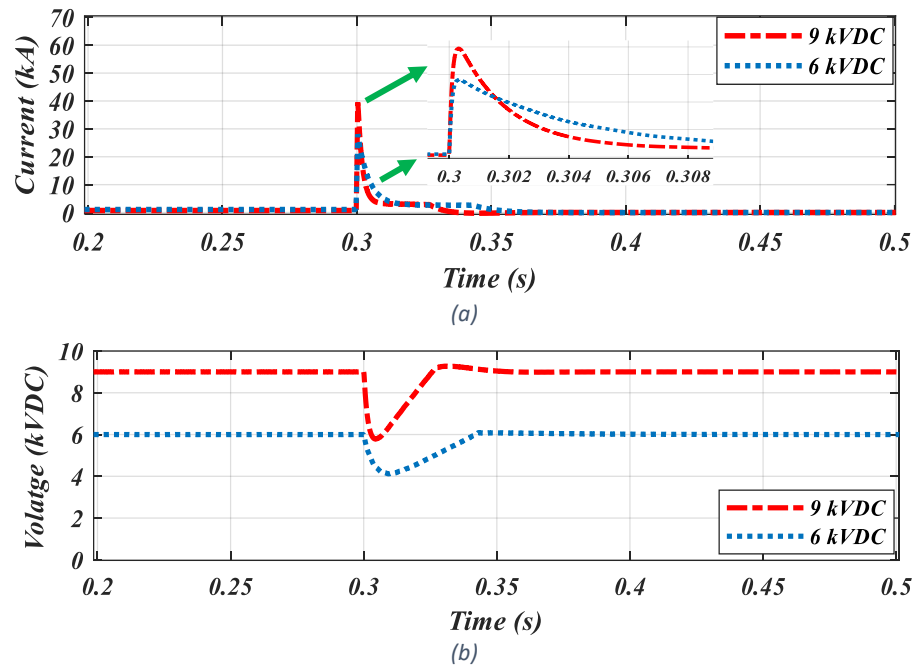 70
60
50
40
30
20
10
0
Current (kA)
9 kVDC
6 kVDC
0.3 0.302 0.304 0.306 0.308
0.2 0.25 0.3 0.35 0.4 0.45 0.5
Time (s)
(a)
10
8
6
4
2
0
Volatge (kVDC)
9 kVDC
6 kVDC
0.2 0.25 0.3 0.35 0.4 0.45 0.5
Time (s)
(b)